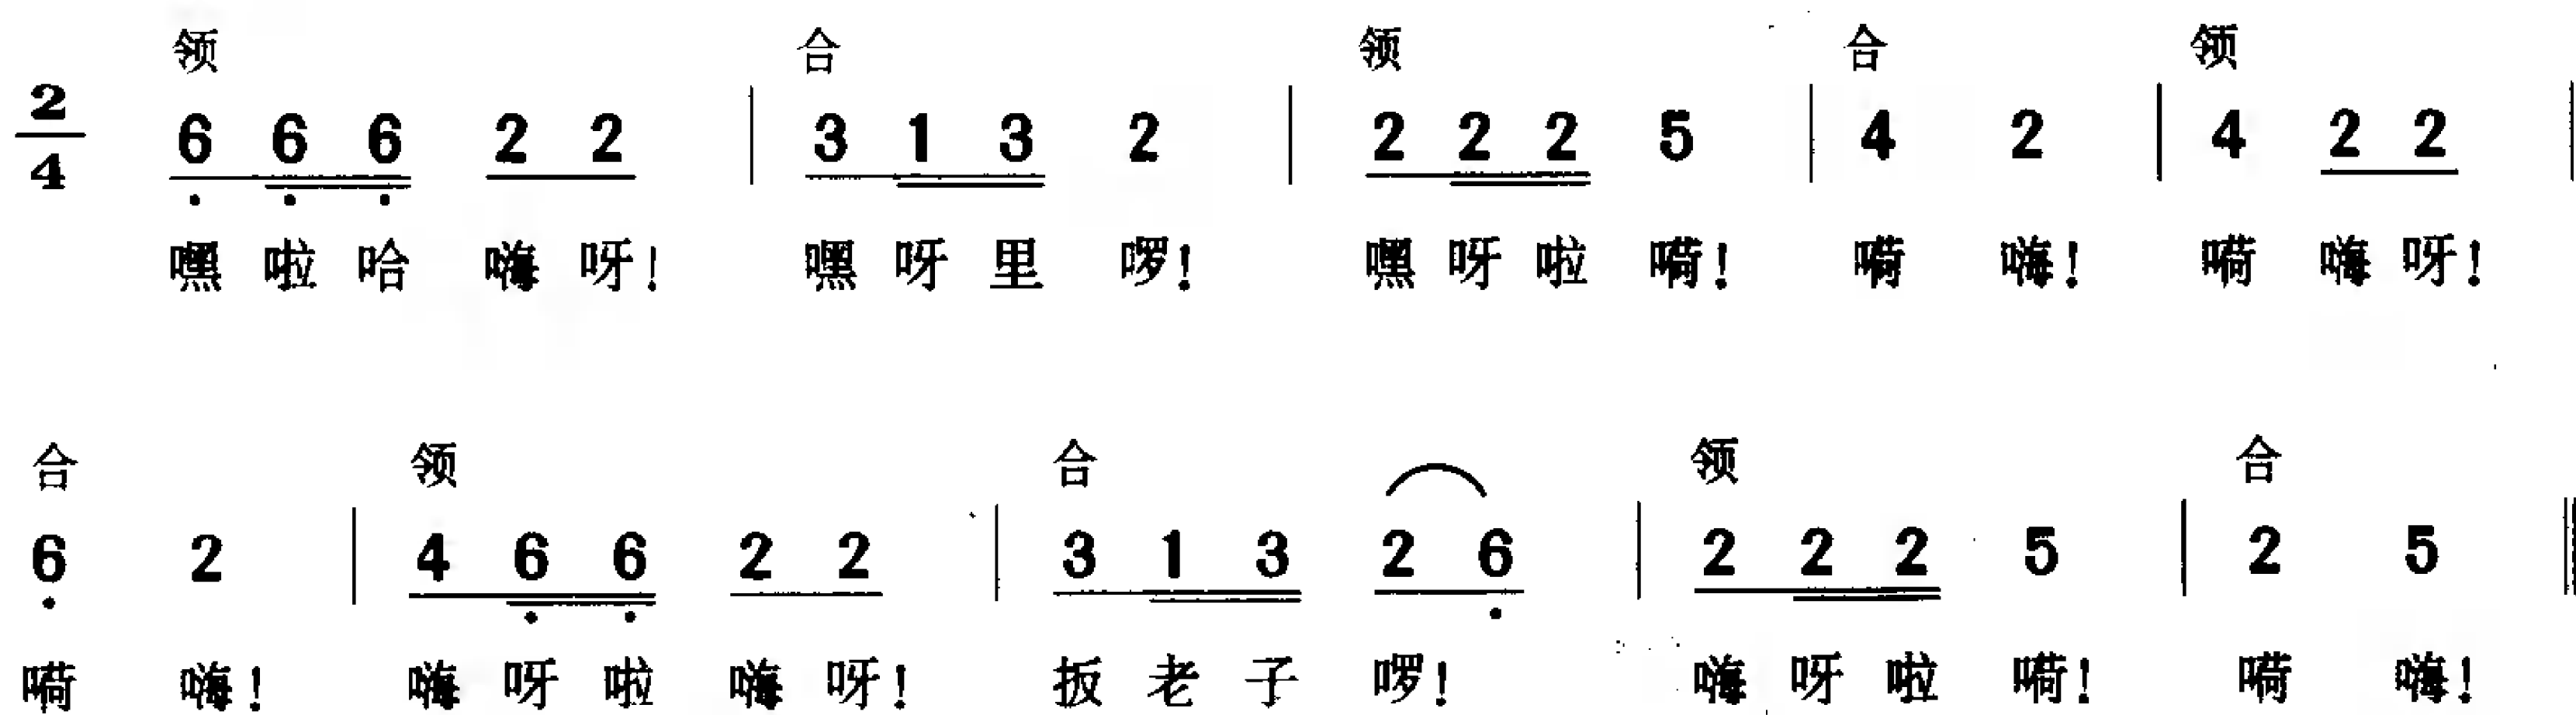 领 合 领 合 领
2/4 6 6 6 2 2 | 3 1 3 2 | 2 2 2 5 | 4 2 | 4 2 2 |
嘿啦哈 嗨呀! 嘿呀里 啰! 嘿呀啦 嗬! 嗬 嗨! 嗬 嗨呀!
合 领 合 领 合
6 2 | 4 6 6 2 2 | 3 1 3 2 6 | 2 2 2 5 | 2 5 ‖
嗬 嗨! 嗨呀啦 嗨呀! 扳老子 啰! 嗨呀啦 嗬! 嗬 嗨!